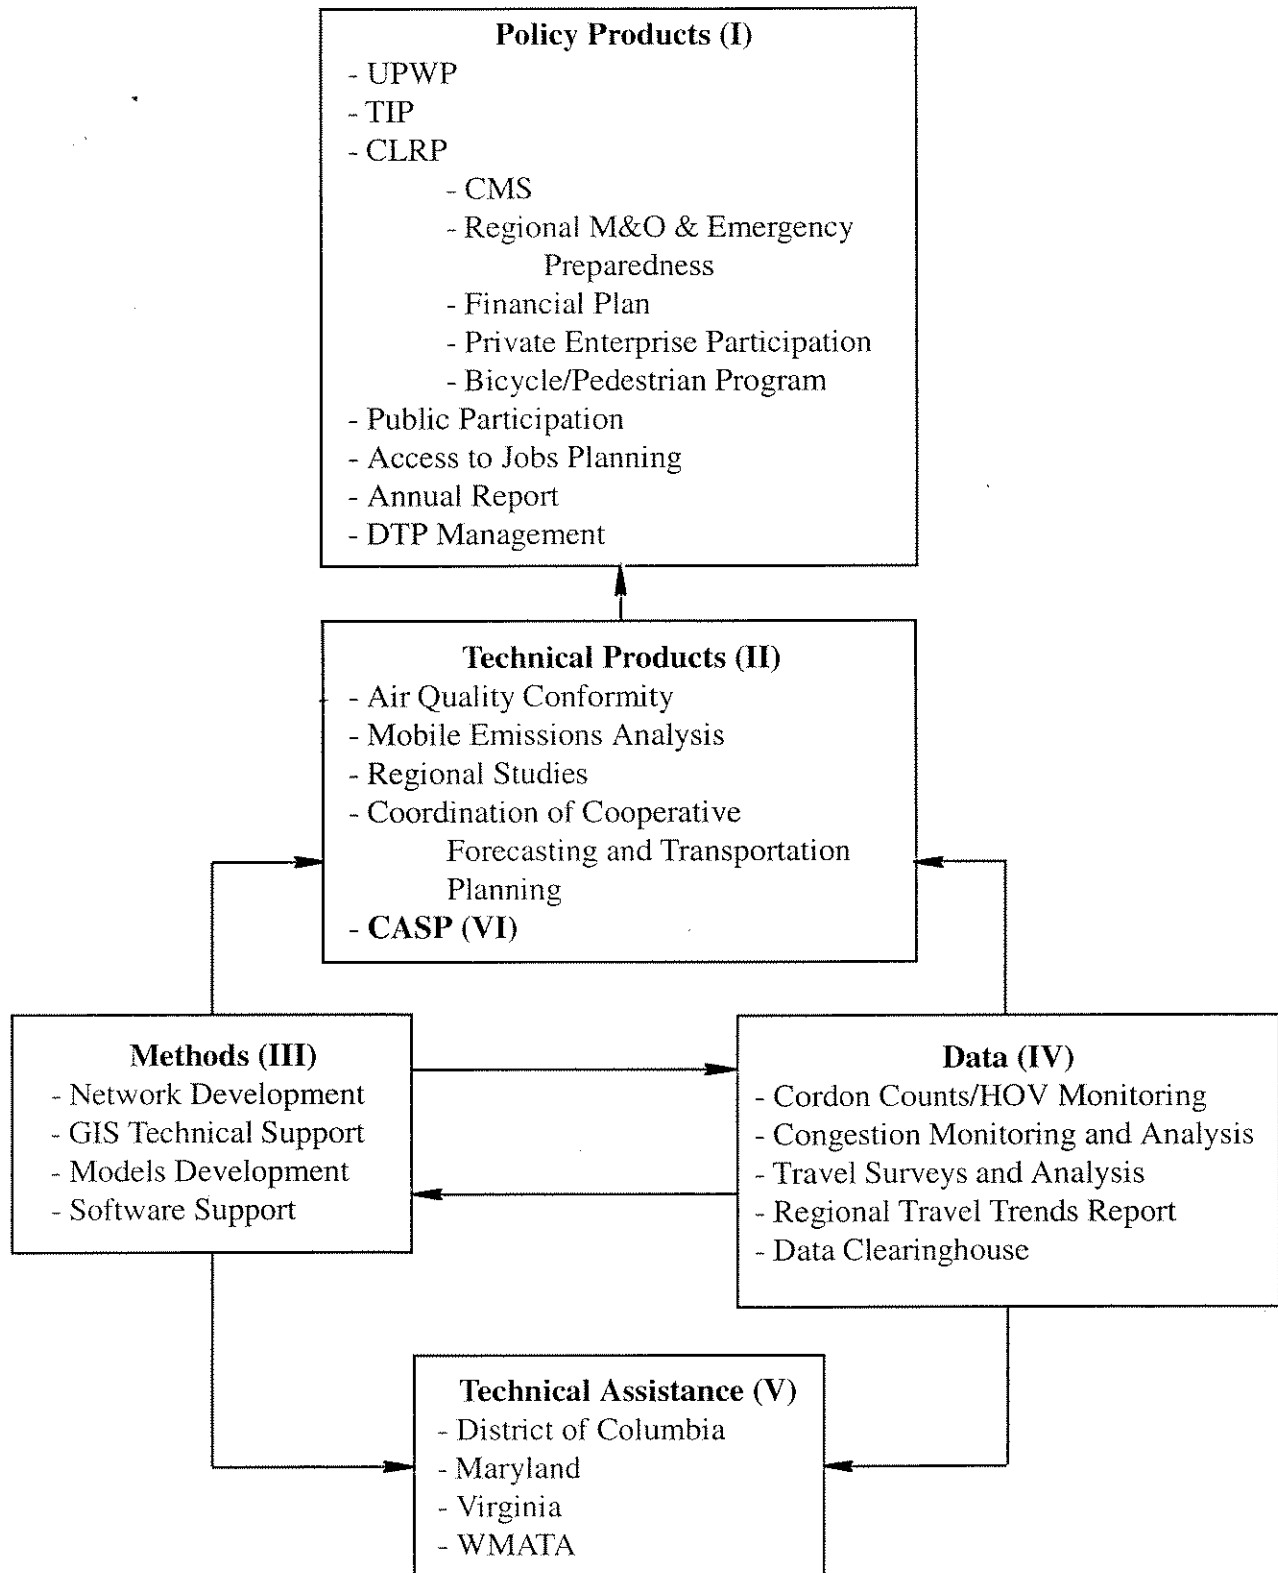 Policy Products (I)
- UPWP
- TIP
- CLRP
- CMS
- Regional M&O & Emergency
Preparedness
- Financial Plan
- Private Enterprise Participation
- Bicycle/Pedestrian Program
- Public Participation
- Access to Jobs Planning
- Annual Report
- DTP Management
Technical Products (II)
- Air Quality Conformity
- Mobile Emissions Analysis
- Regional Studies
- Coordination of Cooperative
Forecasting and Transportation
Planning
- CASP (VI)
Methods (III)
- Network Development
- GIS Technical Support
- Models Development
- Software Support
Data (IV)
- Cordon Counts/HOV Monitoring
- Congestion Monitoring and Analysis
- Travel Surveys and Analysis
- Regional Travel Trends Report
- Data Clearinghouse
Technical Assistance (V)
- District of Columbia
- Maryland
- Virginia
- WMATA